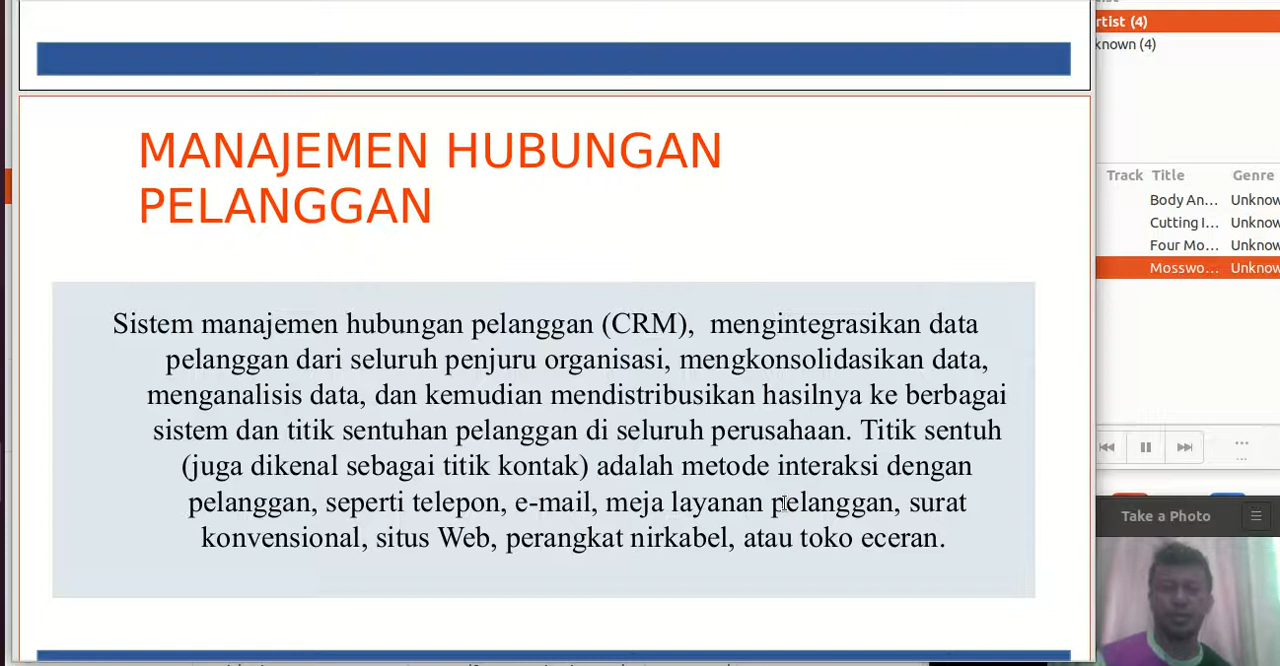 MANAJEMEN HUBUNGAN
PELANGGAN
Sistem manajemen hubungan pelanggan (CRM), mengintegrasikan data
pelanggan dari seluruh penjuru organisasi, mengkonsolidasikan data,
menganalisis data, dan kemudian mendistribusikan hasilnya ke berbagai
sistem dan titik sentuhan pelanggan di seluruh perusahaan. Titik sentuh
(juga dikenal sebagai titik kontak) adalah metode interaksi dengan
pelanggan, seperti telepon, e-mail, meja layanan pelanggan, surat
konvensional, situs Web, perangkat nirkabel, atau toko eceran.
rtist (4)
known (4)
Track Title Genre
Body An... Unknow
Cutting I... Unknow
Four Mo... Unknow
Mosswo... Unknow
Take a Photo